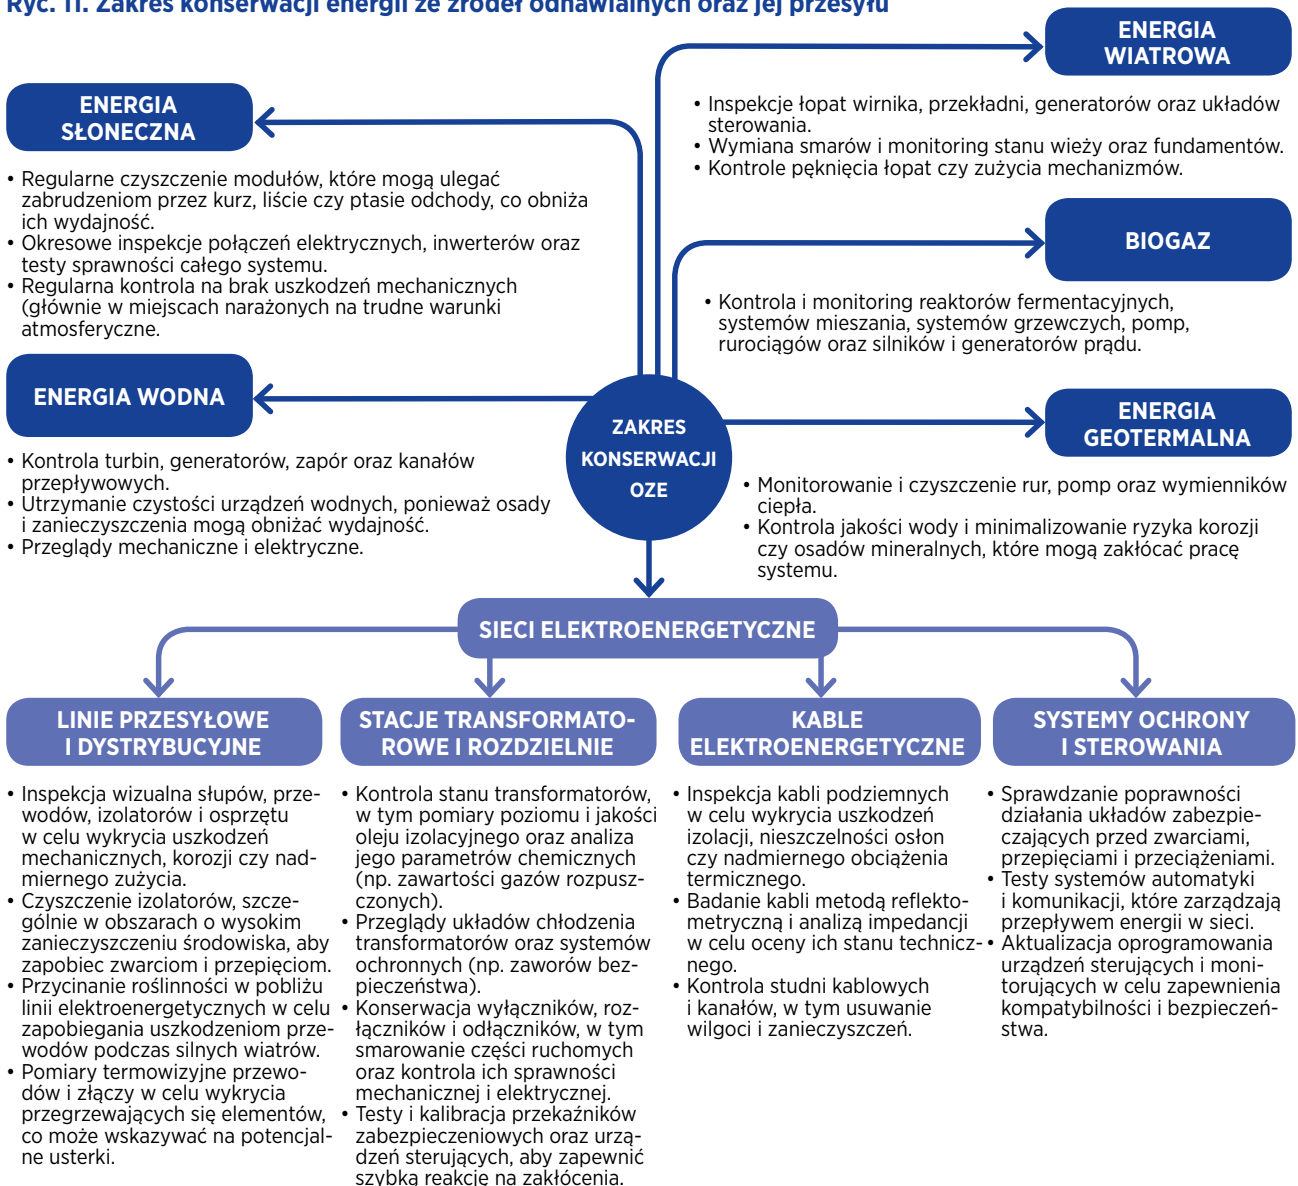 Ryc. 11. Zakres konserwacji energii ze źródeł odnawialnych oraz jej przesyłu
ENERGIA
WIATROWA
• Inspekcje łopat wirnika, przekładni, generatorów oraz układów
sterowania.
• Wymiana smarów i monitoring stanu wieży oraz fundamentów.
• Kontrole pęknięcia łopat czy zużycia mechanizmów.
ENERGIA
SŁONECZNA
• Regularne czyszczenie modułów, które mogą ulegać
zabrudzeniom przez kurz, liście czy ptasie odchody, co obniża
ich wydajność.
• Okresowe inspekcje połączeń elektrycznych, inwerterów oraz
testy sprawności całego systemu.
• Regularna kontrola na brak uszkodzeń mechanicznych
(głównie w miejscach narażonych na trudne warunki
atmosferyczne.
BIOGAZ
• Kontrola i monitoring reaktorów fermentacyjnych,
systemów mieszania, systemów grzewczych, pomp,
rurociągów oraz silników i generatorów prądu.
ENERGIA WODNA
• Kontrola turbin, generatorów, zapór oraz kanałów
przepływowych.
• Utrzymanie czystości urządzeń wodnych, ponieważ osady
i zanieczyszczenia mogą obniżać wydajność.
• Przeglądy mechaniczne i elektryczne.
ZAKRES
KONSERWACJI
OZE
ENERGIA
GEOTERMALNA
• Monitorowanie i czyszczenie rur, pomp oraz wymienników
ciepła.
• Kontrola jakości wody i minimalizowanie ryzyka korozji
czy osadów mineralnych, które mogą zakłócać pracę
systemu.
SIECI ELEKTROENERGETYCZNE
LINIE PRZESYŁOWE
I DYSTRYBUCYJNE
• Inspekcja wizualna słupów, prze-
wodów, izolatorów i osprzętu
w celu wykrycia uszkodzeń
mechanicznych, korozji czy nad-
miernego zużycia.
• Czyszczenie izolatorów, szcze-
gólnie w obszarach o wysokim
zanieczyszczeniu środowiska, aby
zapobiec zwarciom i przepięciom.
• Przycinanie roślinności w pobliżu
linii elektroenergetycznych w celu
zapobiegania uszkodzeniom prze-
wodów podczas silnych wiatrów.
• Pomiary termowizyjne przewo-
dów i złączy w celu wykrycia
przegrzewających się elementów,
co może wskazywać na potencjal-
ne usterki.
STACJE TRANSFORMATO-
ROWE I ROZDZIELNIE
• Kontrola stanu transformatorów,
w tym pomiary poziomu i jakości
oleju izolacyjnego oraz analiza
jego parametrów chemicznych
(np. zawartości gazów rozpusz-
czonych).
• Przeglądy układów chłodzenia
transformatorów oraz systemów
ochronnych (np. zaworów bez-
pieczeństwa).
• Konserwacja wyłączników, roz-
łączników i odłączników, w tym
smarowanie części ruchomych
oraz kontrola ich sprawności
mechanicznej i elektrycznej.
• Testy i kalibracja przekaźników
zabezpieczeniowych oraz urzą-
dzeń sterujących, aby zapewnić
szybką reakcję na zakłócenia.
KABLE
ELEKTROENERGETYCZNE
• Inspekcja kabli podziemnych
w celu wykrycia uszkodzeń
izolacji, nieszczelności osłon
czy nadmiernego obciążenia
termicznego.
• Badanie kabli metodą reflekto-
metryczną i analizą impedancji
w celu oceny ich stanu technicz-
nego.
• Kontrola studni kablowych
i kanałów, w tym usuwanie
wilgoci i zanieczyszczeń.
SYSTEMY OCHRONY
I STEROWANIA
• Sprawdzanie poprawności
działania układów zabezpie-
czających przed zwarciami,
przepięciami i przeciążeniami.
• Testy systemów automatyki
i komunikacji, które zarządzają
przepływem energii w sieci.
• Aktualizacja oprogramowania
urządzeń sterujących i moni-
torujących w celu zapewnienia
kompatybilności i bezpieczeń-
stwa.